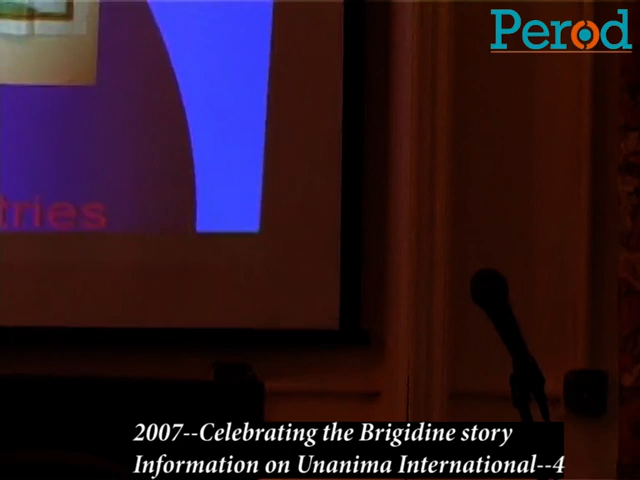 Perod
tries
2007--Celebrating the Brigidine story
Information on Unanima International--4